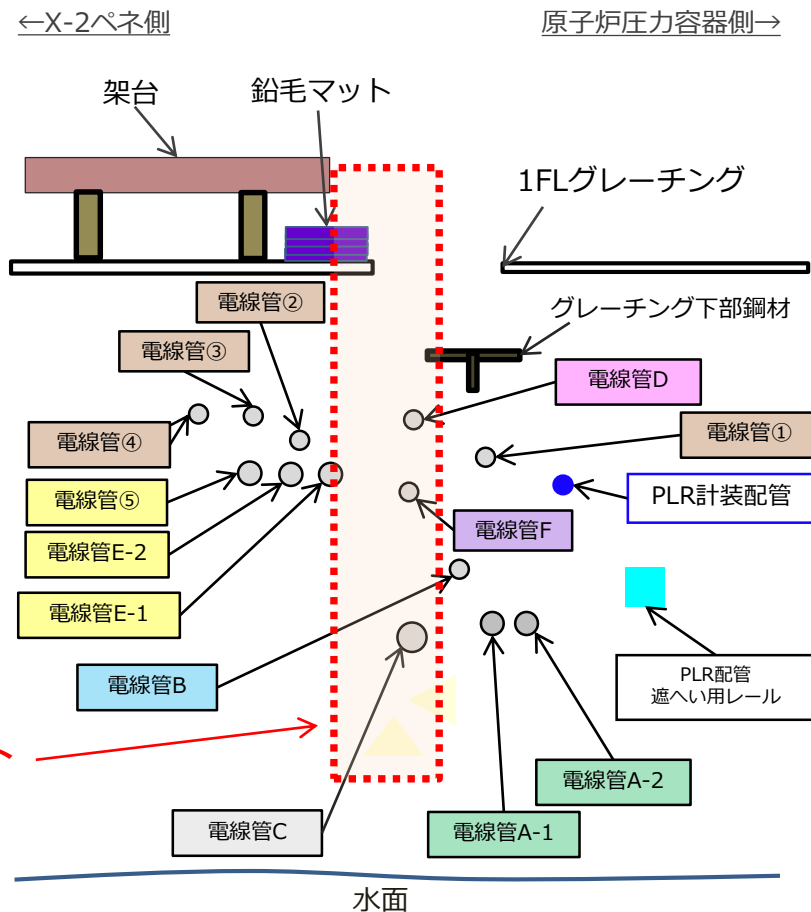 ←X-2ペネ側
原子炉圧力容器側→
架台
鉛毛マット
1FLグレーチング
電線管②
グレーチング下部鋼材
電線管③
電線管D
電線管④
電線管①
電線管⑤
PLR計装配管
電線管F
電線管E-2
電線管E-1
電線管B
PLR配管
遮へい用レール
電線管A-2
電線管C
電線管A-1
水面